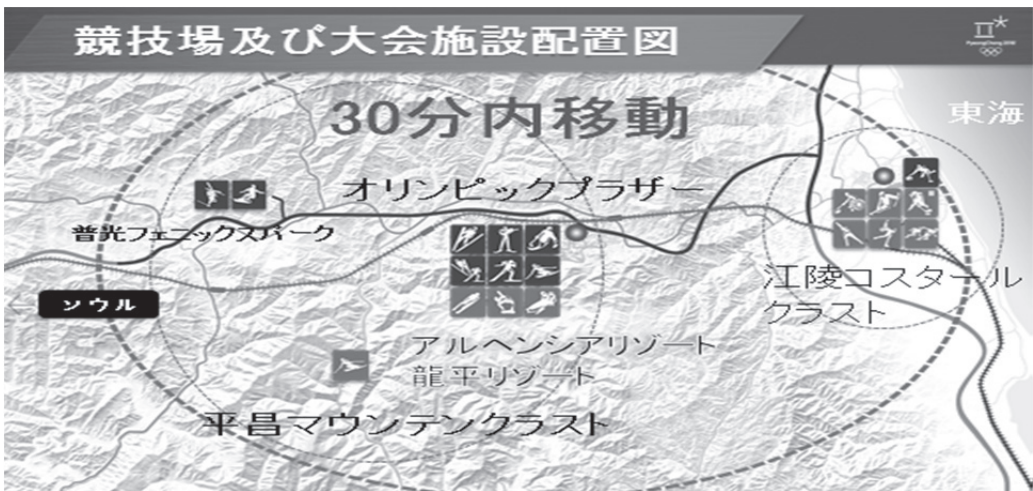 競技場及び大会施設配置図
PyeongChang 2018
30分内移動
東海
オリンピックプラザー
普光フェニックスパーク
ソウル
江陵コスタール
クラスト
アルヘンシアリゾート
龍平リゾート
平昌マウンテンクラスト